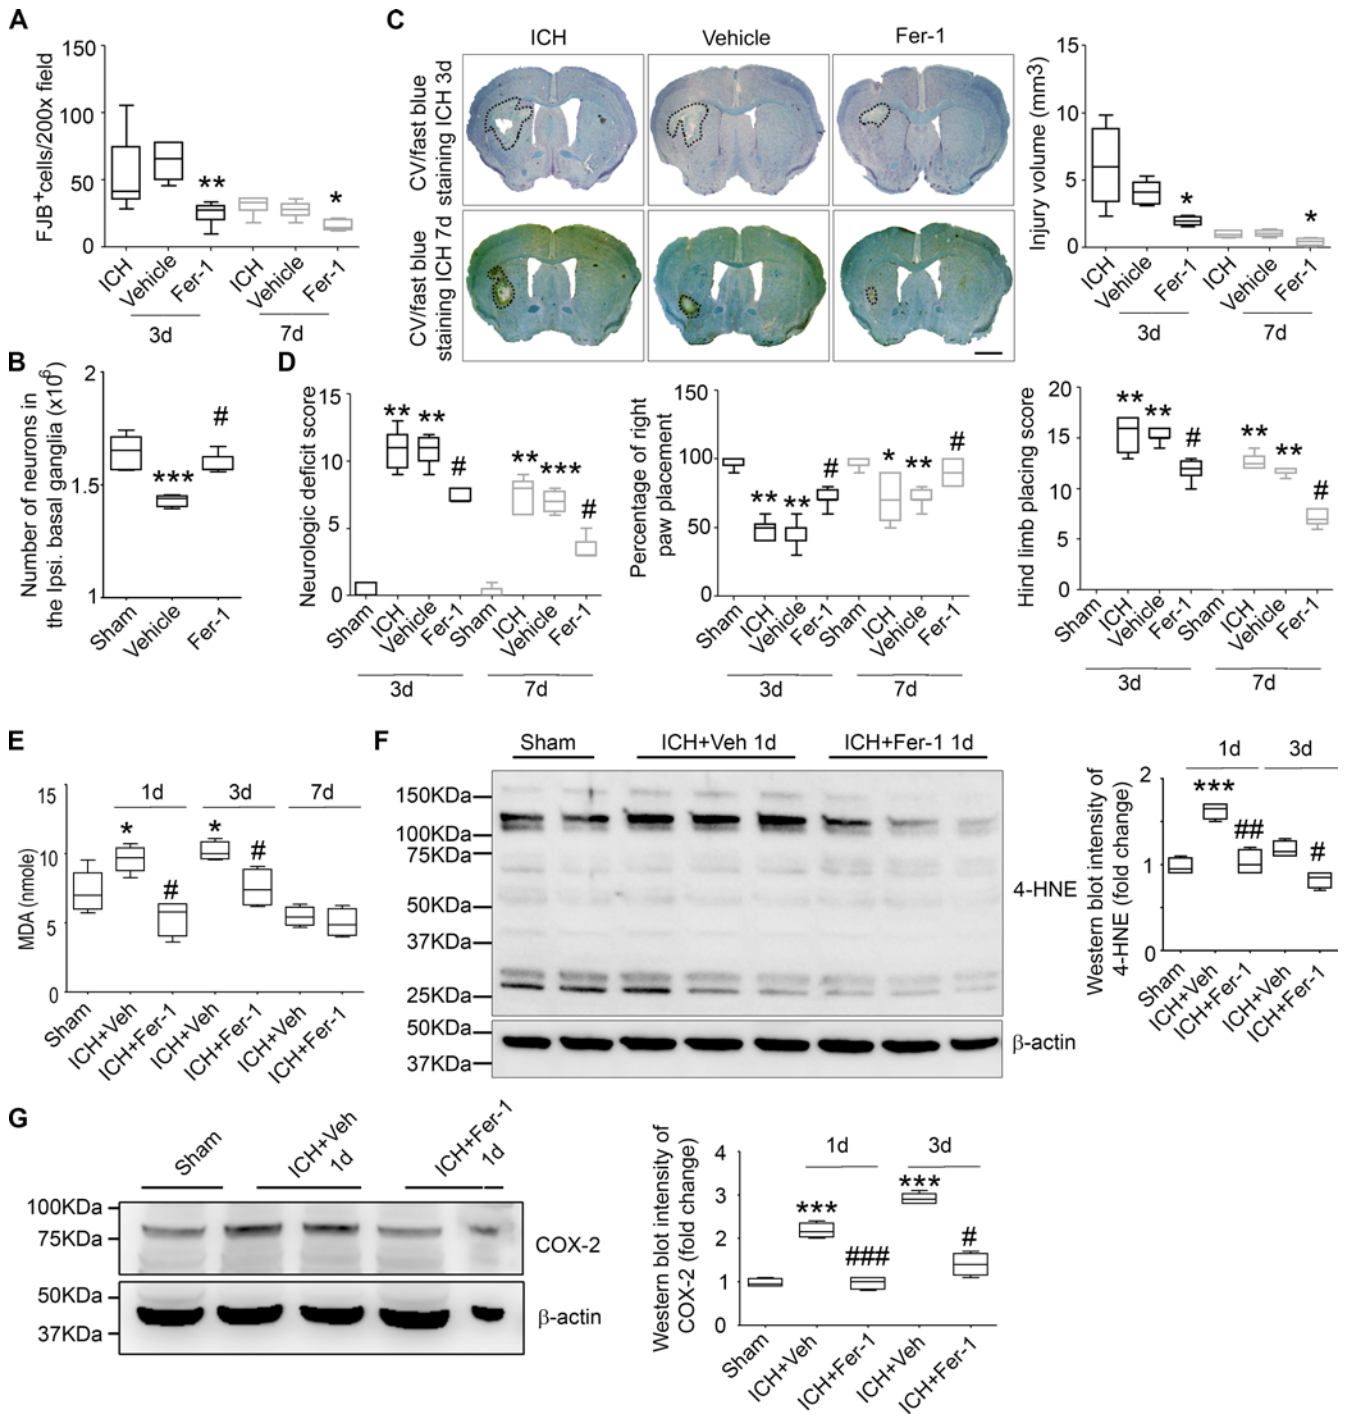 A
FJB+cells/200x field
150
100
50
0
**
*
ICH
Vehicle
Fer-1
ICH
Vehicle
Fer-1
3d
7d
C
ICH
Vehicle
Fer-1
CV/fast blue
staining ICH 3d
CV/fast blue
staining ICH 7d
Injury volume (mm3)
15
10
5
0
*
*
ICH
Vehicle
Fer-1
ICH
Vehicle
Fer-1
3d
7d
B
Number of neurons in
the Ipsi. basal ganglia (x10^6)
2
1.5
1
***
#
Sham
Vehicle
Fer-1
D
Neurologic deficit score
15
10
5
0
**
**
#
**
***
#
Sham
ICH
Vehicle
Fer-1
Sham
ICH
Vehicle
Fer-1
3d
7d
Percentage of right
paw placement
150
100
50
0
**
**
#
*
**
#
Sham
ICH
Vehicle
Fer-1
Sham
ICH
Vehicle
Fer-1
3d
7d
Hind limb placing score
20
15
10
5
0
**
**
#
**
**
#
Sham
ICH
Vehicle
Fer-1
Sham
ICH
Vehicle
Fer-1
3d
7d
E
MDA (nmole)
15
10
5
0
1d
3d
7d
*
#
*
#
Sham
ICH+Veh
ICH+Fer-1
ICH+Veh
ICH+Fer-1
ICH+Veh
ICH+Fer-1
F
Sham
ICH+Veh 1d
ICH+Fer-1 1d
150KDa
100KDa
75KDa
50KDa
37KDa
25KDa
50KDa
37KDa
4-HNE
β-actin
Western blot intensity of
4-HNE (fold change)
2
1
0
1d
3d
***
##
#
Sham
ICH+Veh
ICH+Fer-1
ICH+Veh
ICH+Fer-1
G
Sham
ICH+Veh
1d
ICH+Fer-1
1d
100KDa
75KDa
50KDa
37KDa
COX-2
β-actin
Western blot intensity of
COX-2 (fold change)
4
3
2
1
0
1d
3d
***
###
***
#
Sham
ICH+Veh
ICH+Fer-1
ICH+Veh
ICH+Fer-1